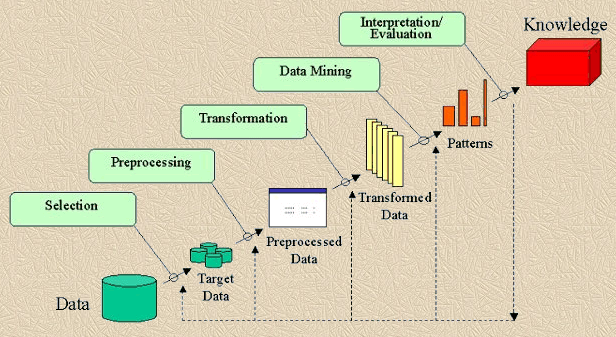 Interpretation/
Evaluation
Knowledge
Data Mining
Transformation
Patterns
Preprocessing
Transformed
Data
Selection
Preprocessed
Data
Target
Data
Data